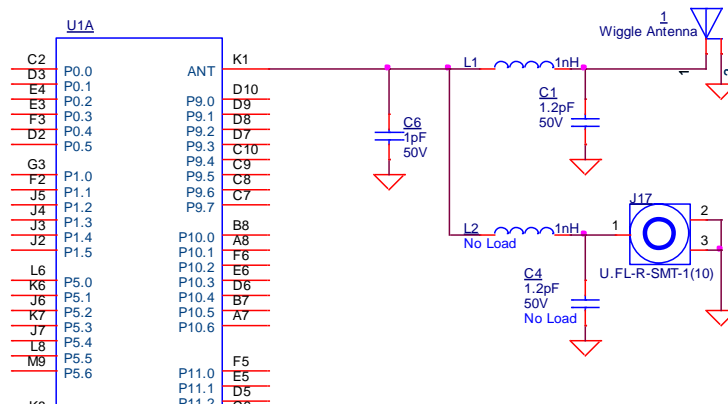 U1A
1
Wiggle Antenna
C2 P0.0 ANT K1
D3 P0.1
E4 P0.2 P9.0 D10
E3 P0.3 P9.1 D9
F3 P0.4 P9.2 D8
D2 P0.5 P9.3 D7
P9.4 C10
G3 P1.0 P9.5 C9
F2 P1.1 P9.6 C8
J5 P1.2 P9.7 C7
J4 P1.3
J3 P1.4 P10.0 B8
J2 P1.5 P10.1 A8
P10.2 F6
L6 P5.0 P10.3 E6
K6 P5.1 P10.4 D6
J6 P5.2 P10.5 B7
K7 P5.3 P10.6 A7
J7 P5.4
L8 P5.5
M9 P5.6 P11.0 F5
P11.1 E5
P11.2 D5
L1 1nH
1
C6
1pF
50V
C1
1.2pF
50V
L2 1nH
No Load
C4
1.2pF
50V
No Load
J17
1
2
3
U.FL-R-SMT-1(10)